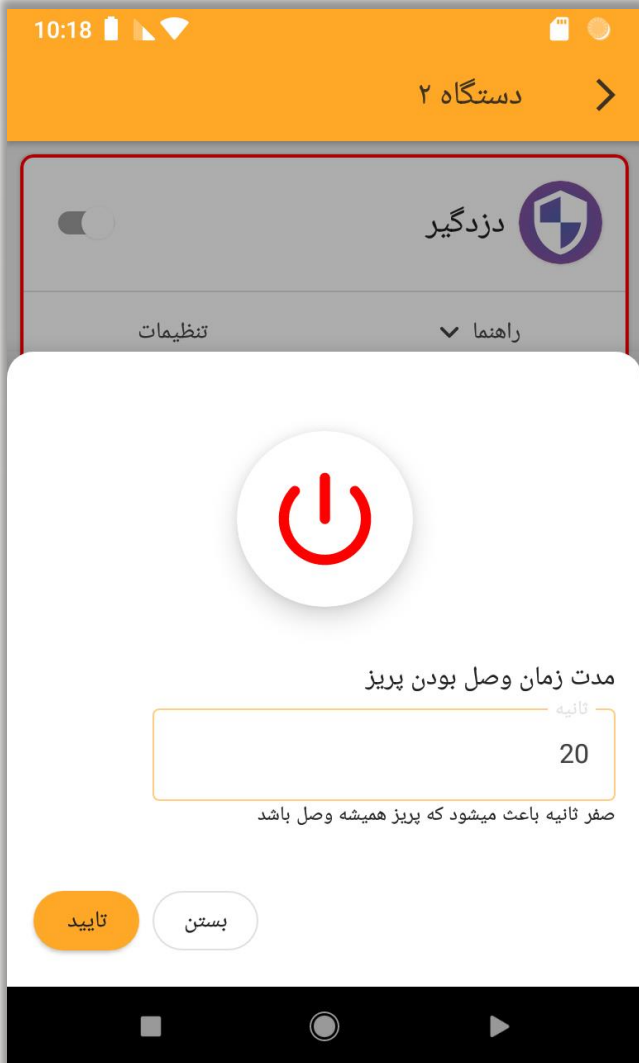 10:18
دستگاه ۲
دزدگیر
راهنما
تنظیمات
مدت زمان وصل بودن پریز
ثانیه
20
صفر ثانیه باعث میشود که پریز همیشه وصل باشد
بستن
تایید